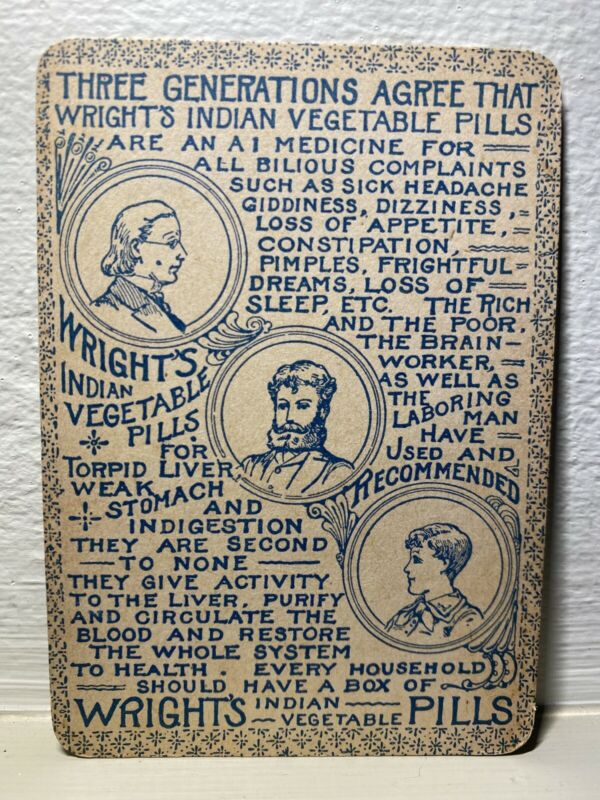 THREE GENERATIONS AGREE THAT
WRIGHT'S INDIAN VEGETABLE PILLS
ARE AN A1 MEDICINE FOR
ALL BILIOUS COMPLAINTS
SUCH AS SICK HEADACHE
GIDDINESS, DIZZINESS,
LOSS OF APPETITE,
CONSTIPATION,
PIMPLES, FRIGHTFUL
DREAMS, LOSS OF
SLEEP, ETC. THE RICH
AND THE POOR,
THE BRAIN-
WORKER,
AS WELL AS
THE
LABORING
MAN
HAVE
USED AND
RECOMMENDED
WRIGHT'S
INDIAN
VEGETABLE
PILLS.
FOR
TORPID LIVER
WEAK
STOMACH
AND
INDIGESTION
THEY ARE SECOND
TO NONE
THEY GIVE ACTIVITY
TO THE LIVER, PURIFY
AND CIRCULATE THE
BLOOD AND RESTORE
THE WHOLE SYSTEM
TO HEALTH. EVERY HOUSEHOLD
SHOULD HAVE A BOX OF
WRIGHT'S INDIAN VEGETABLE PILLS